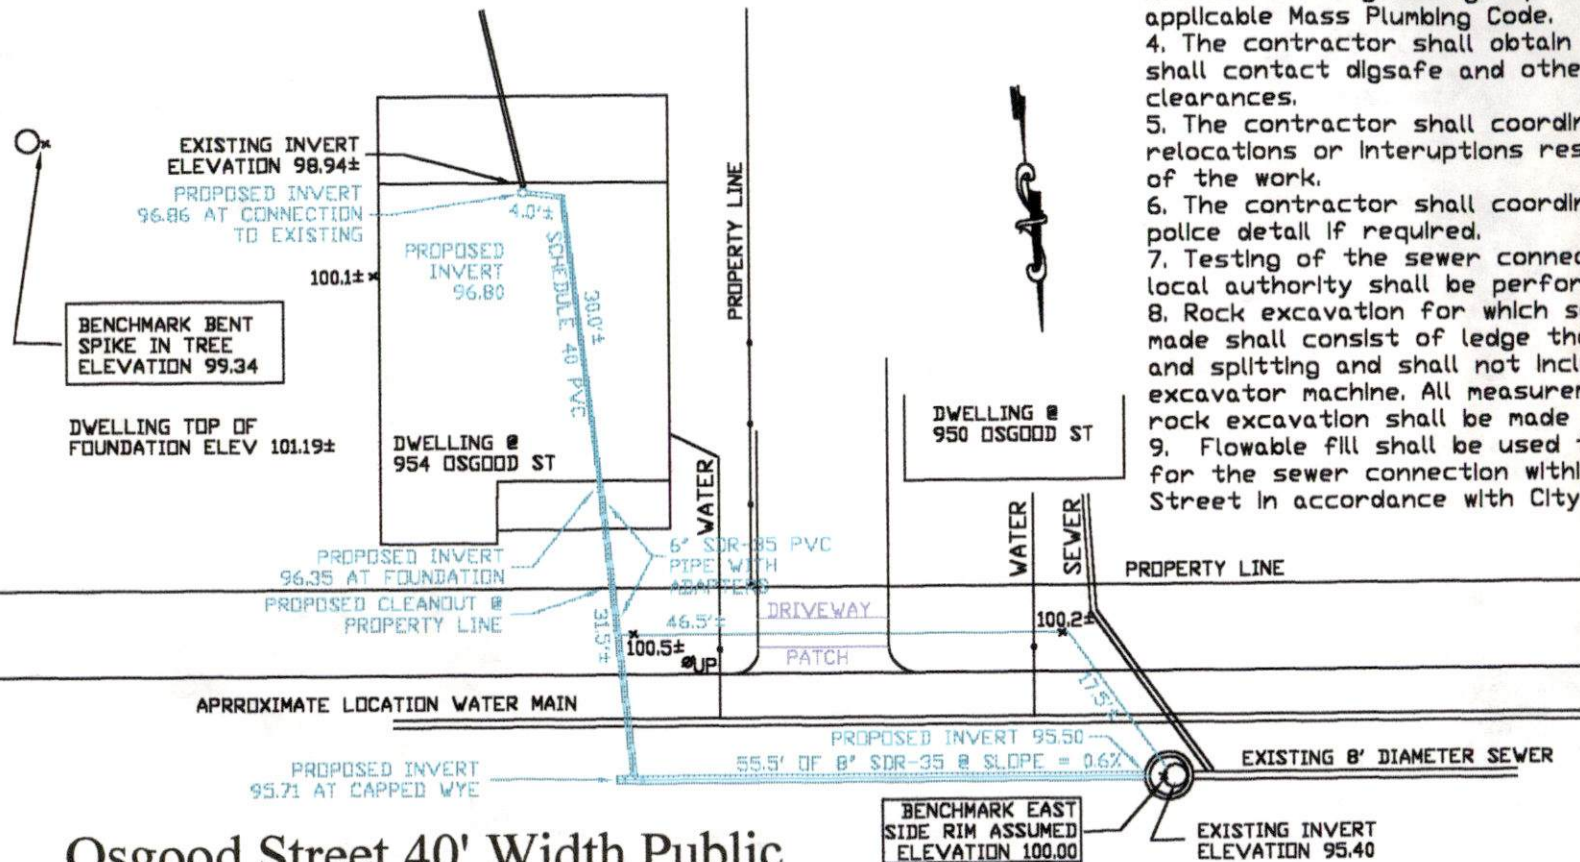 applicable Mass Plumbing Code.
4. The contractor shall obtain
shall contact digsafe and othe
clearances.
5. The contractor shall coordin
relocations or interuptions res
of the work.
6. The contractor shall coordin
police detail if required.
7. Testing of the sewer connec
local authority shall be perfor
8. Rock excavation for which s
made shall consist of ledge th
and splitting and shall not incl
excavator machine. All measurer
rock excavation shall be made
9. Flowable fill shall be used
for the sewer connection withi
Street in accordance with City
EXISTING INVERT
ELEVATION 98.94±
PROPOSED INVERT
96.86 AT CONNECTION
TO EXISTING
4.0'±
PROPOSED
INVERT
96.80
SCHEDULE 40 PVC
30.0'±
100.1±
BENCHMARK BENT
SPIKE IN TREE
ELEVATION 99.34
DWELLING TOP OF
FOUNDATION ELEV 101.19±
DWELLING @
954 OSGOOD ST
PROPERTY LINE
DWELLING @
950 OSGOOD ST
WATER
WATER
SEWER
PROPERTY LINE
PROPOSED INVERT
96.35 AT FOUNDATION
6" SDR-35 PVC
PIPE WITH
ADAPTERS
PROPOSED CLEANOUT @
PROPERTY LINE
31.5'±
46.5'±
DRIVEWAY
PATCH
100.5±
UP
100.2±
17.5'±
APRROXIMATE LOCATION WATER MAIN
PROPOSED INVERT 95.50
55.5' OF 8" SDR-35 @ SLOPE = 0.6%
EXISTING 8" DIAMETER SEWER
PROPOSED INVERT
95.71 AT CAPPED WYE
BENCHMARK EAST
SIDE RIM ASSUMED
ELEVATION 100.00
EXISTING INVERT
ELEVATION 95.40
Osgood Street 40' Width Public